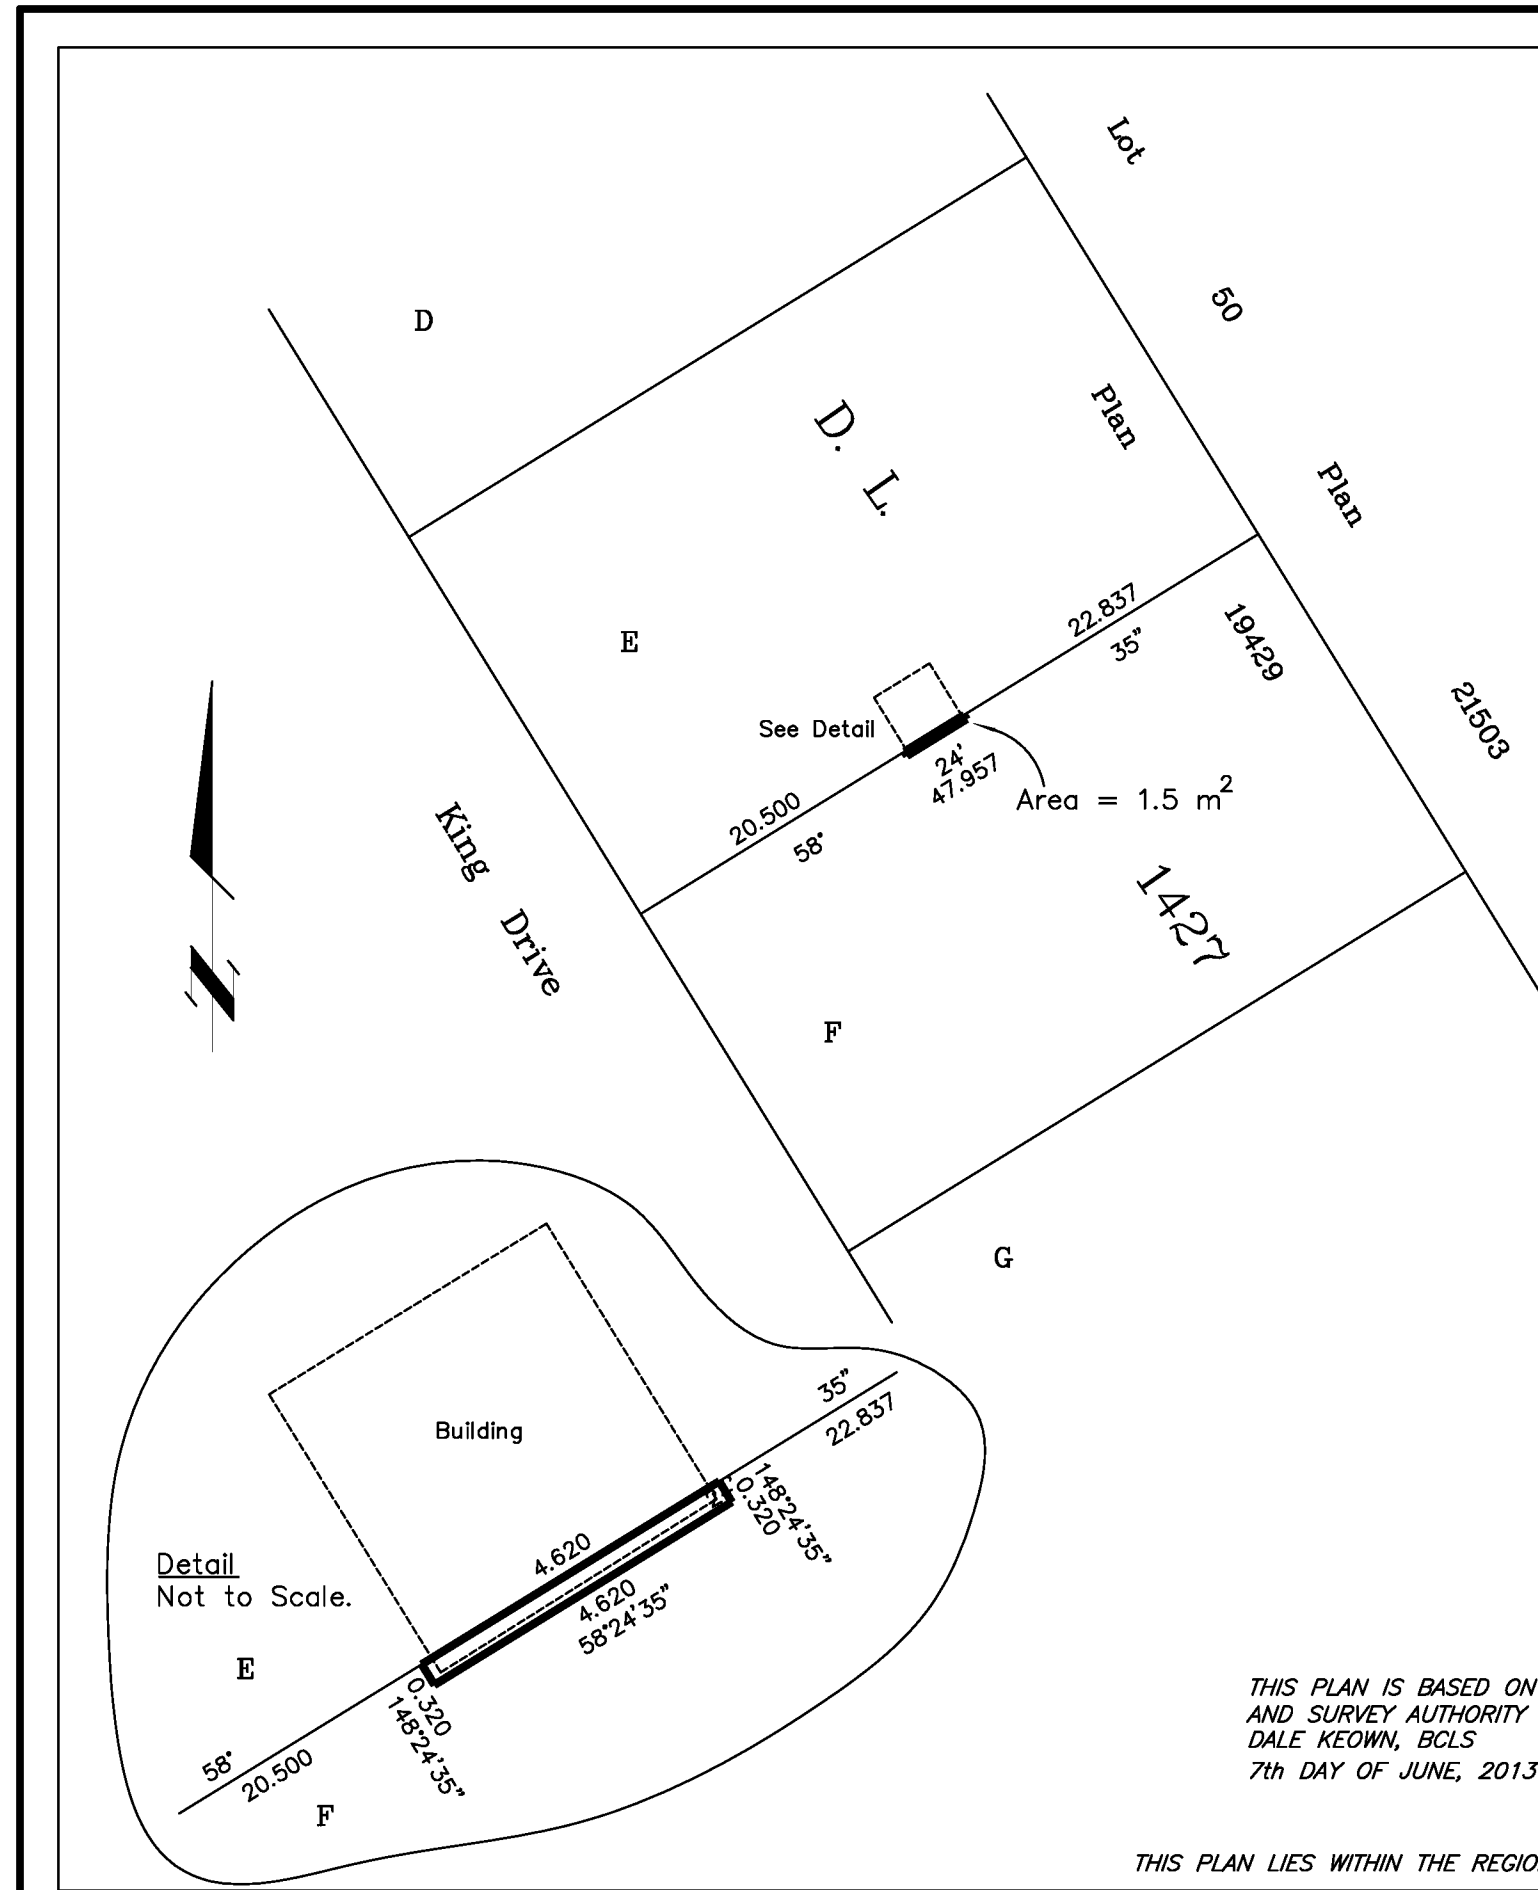 Lot
50
Plan
21503
D
D. L.
1427
Plan
19429
E
22.837
35"
See Detail
24'
47.957
Area = 1.5 m²
20.500
58°
King Drive
N
F
G
Building
35"
22.837
148°24'35"
0.320
4.620
4.620
58°24'35"
Detail
Not to Scale.
E
0.320
148°24'35"
58°
20.500
F
THIS PLAN IS BASED ON
AND SURVEY AUTHORITY
DALE KEOWN, BCLS
7th DAY OF JUNE, 2013
THIS PLAN LIES WITHIN THE